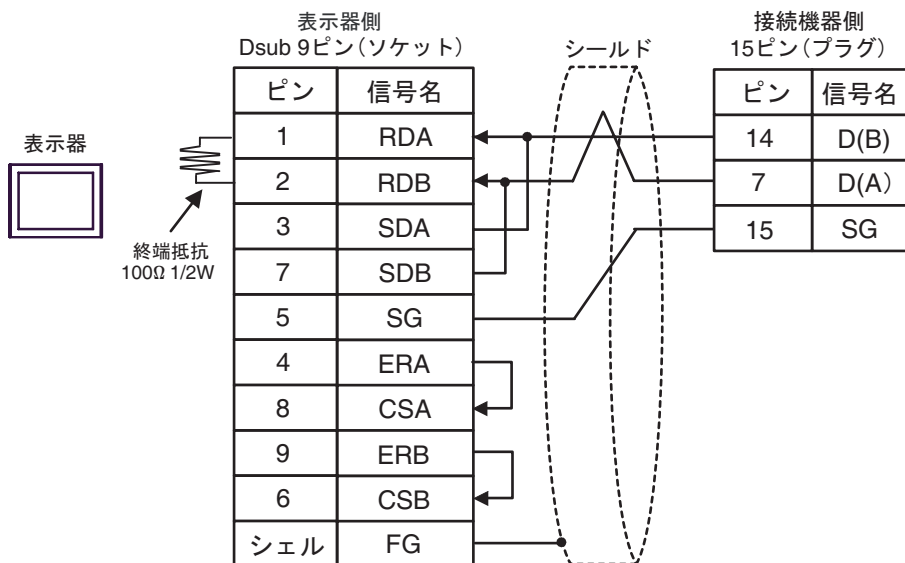 表示器側
Dsub 9ピン(ソケット)
シールド
接続機器側
15ピン(プラグ)
ピン 信号名
1 RDA
2 RDB
3 SDA
7 SDB
5 SG
4 ERA
8 CSA
9 ERB
6 CSB
シェル FG
ピン 信号名
14 D(B)
7 D(A)
15 SG
表示器
終端抵抗
100Ω 1/2W